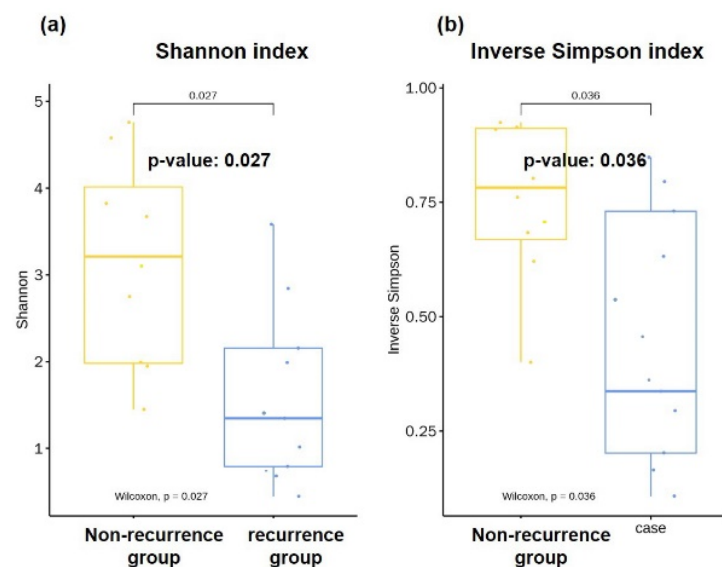 (a)
Shannon index
0.027
p-value: 0.027
5
4
3
2
1
Shannon
Wilcoxon, p = 0.027
Non-recurrence
group
recurrence
group
(b)
Inverse Simpson index
0.036
p-value: 0.036
1.00
0.75
0.50
0.25
Inverse Simpson
Wilcoxon, p = 0.036
Non-recurrence
group
case